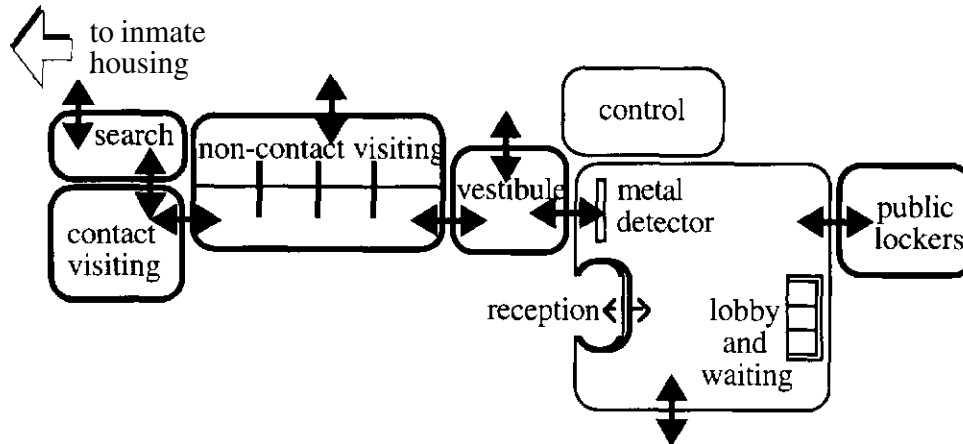 to inmate
housing
search
non-contact visiting
control
vestibule
metal
detector
public
lockers
contact
visiting
reception
lobby
and
waiting